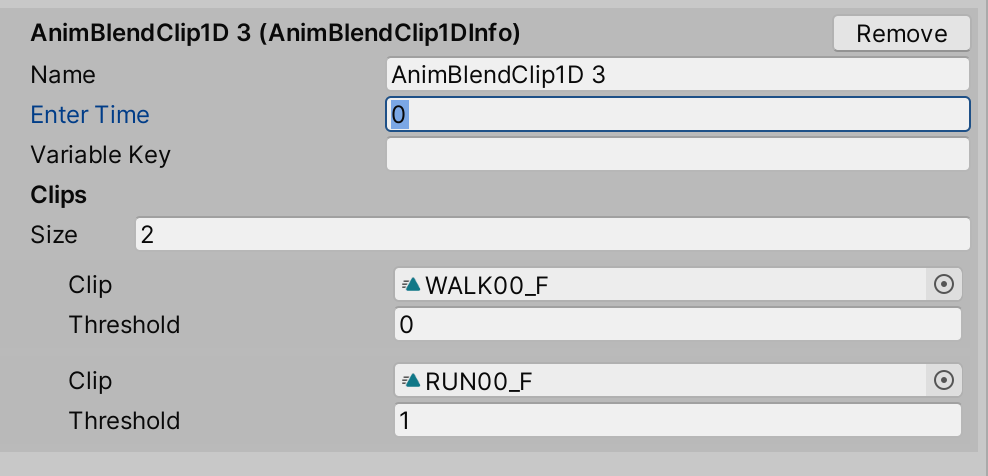 AnimBlendClip1D 3 (AnimBlendClip1DInfo) Remove
Name AnimBlendClip1D 3
Enter Time 0
Variable Key
Clips
Size 2
Clip WALK00_F
Threshold 0
Clip RUN00_F
Threshold 1